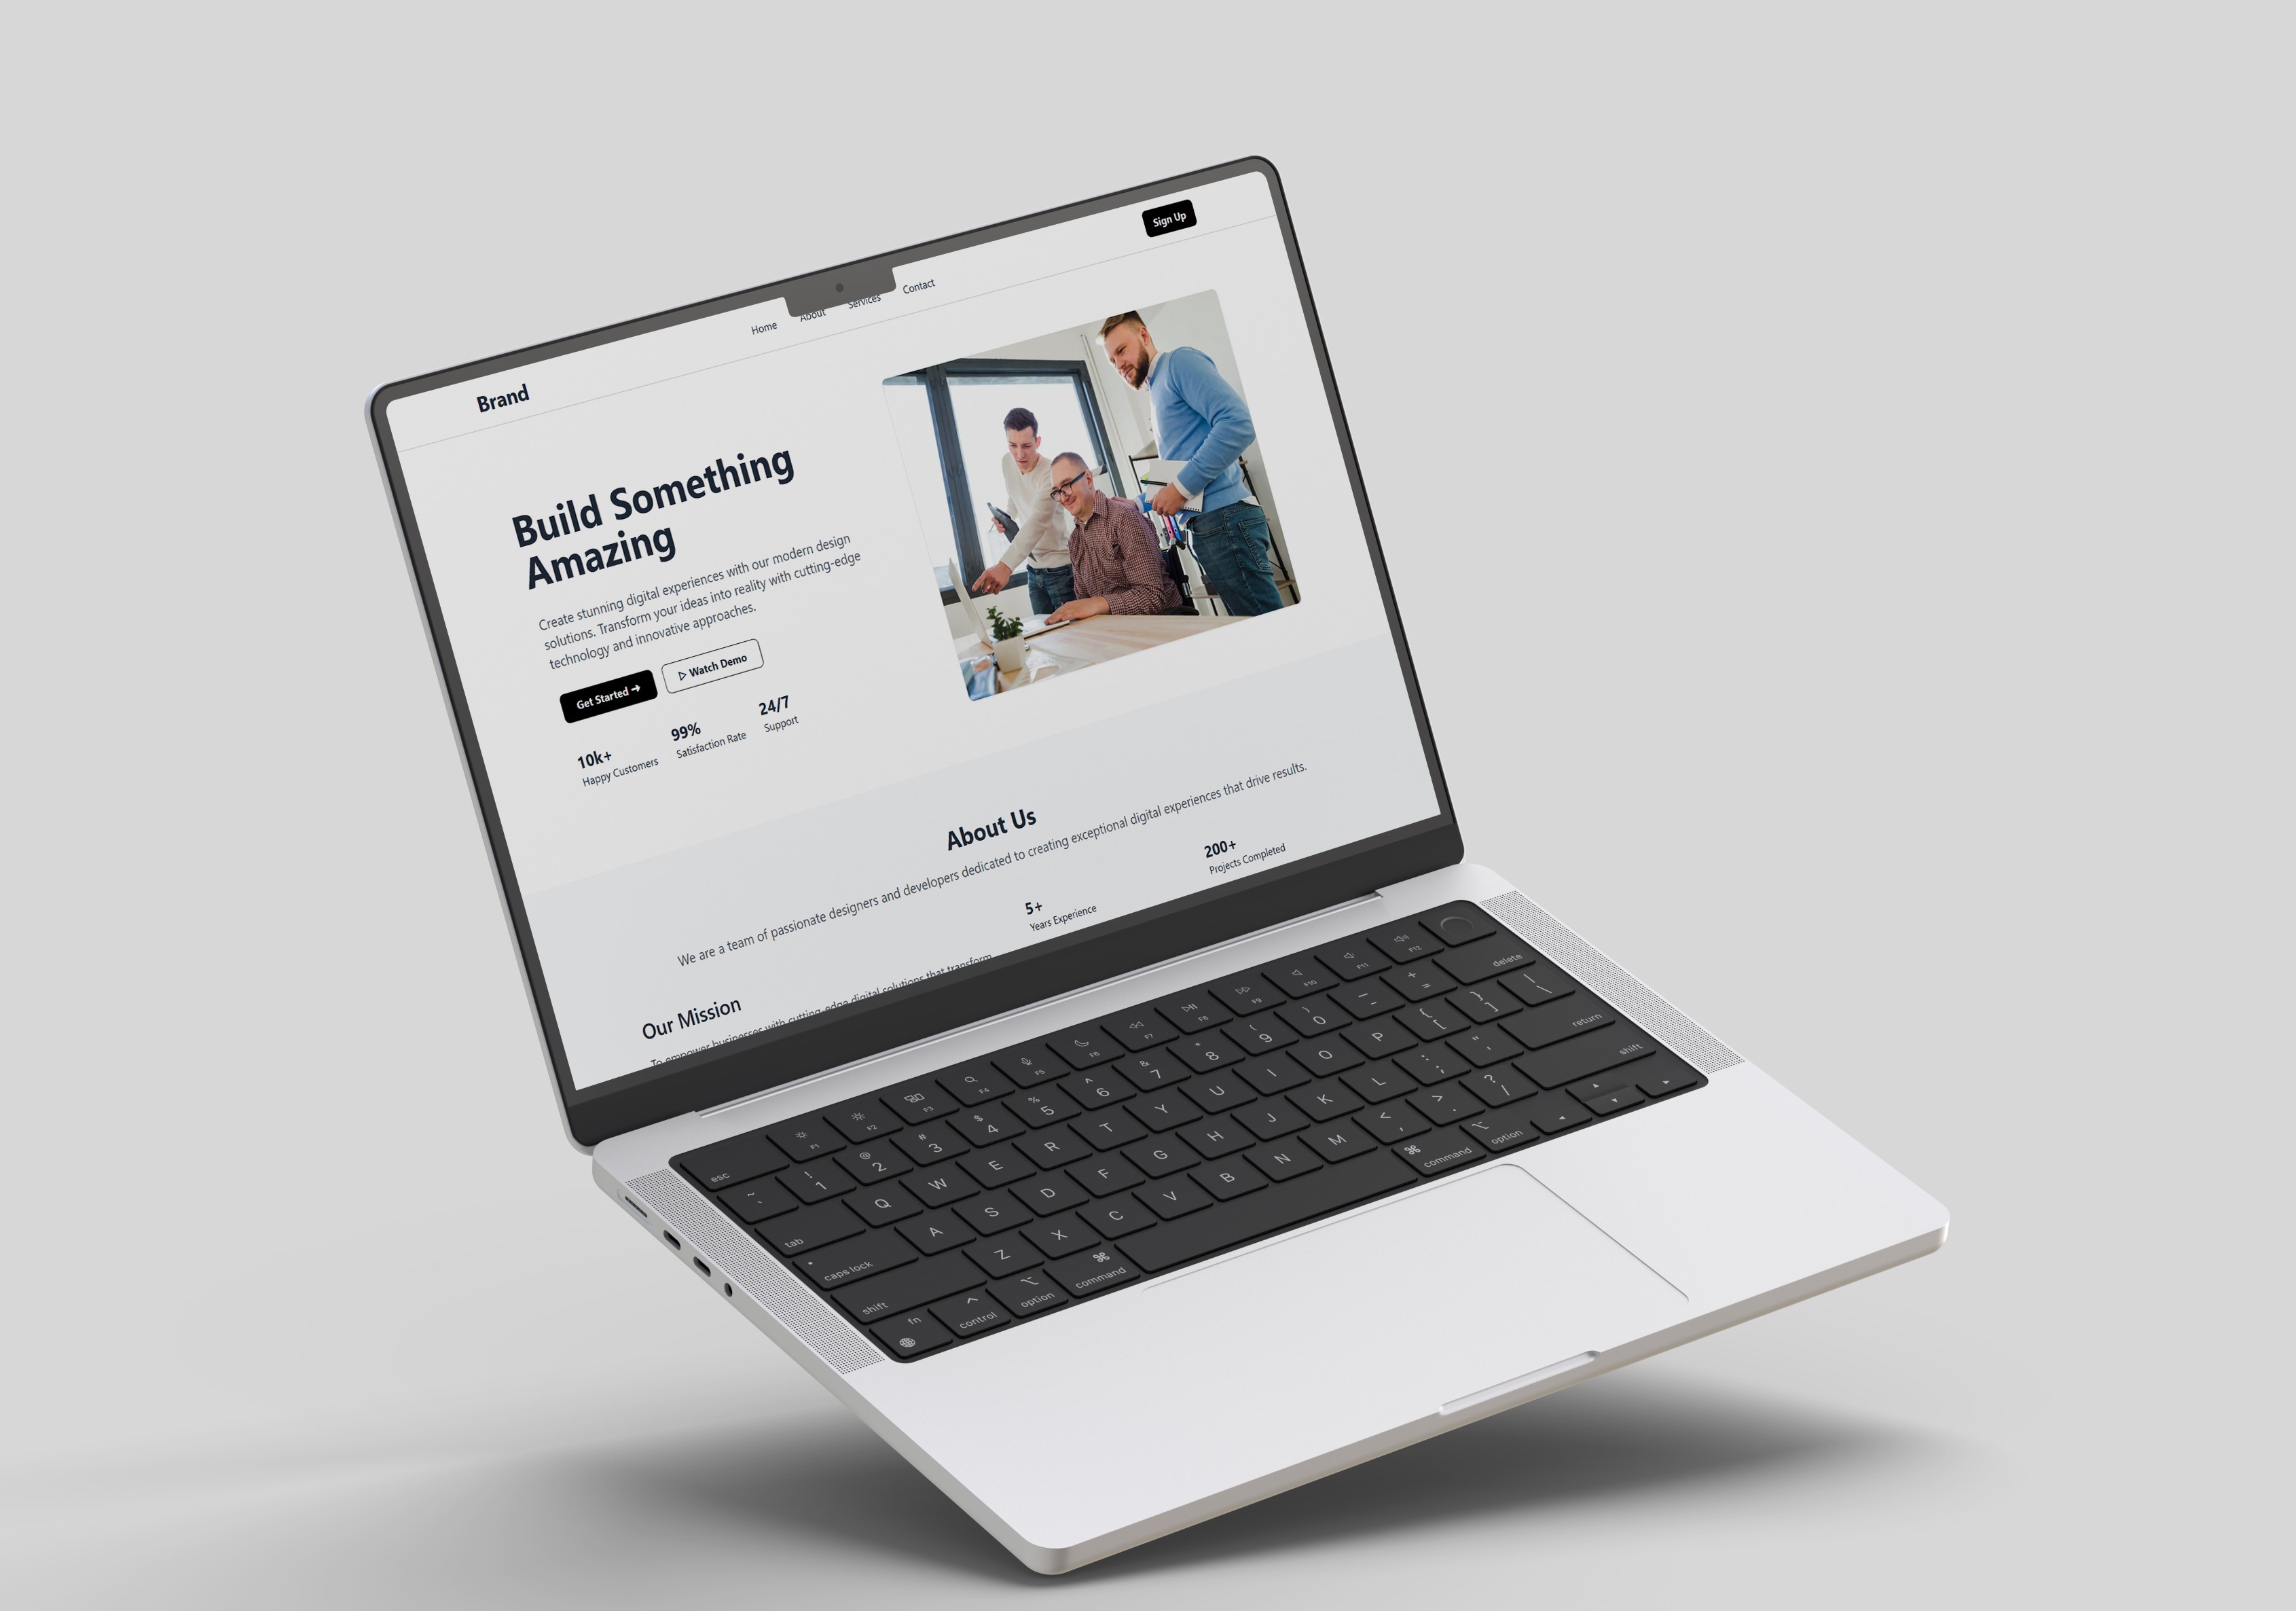 Sign Up
Home About Services Contact
Brand
Build Something
Amazing
Create stunning digital experiences with our modern design
solutions. Transform your ideas into reality with cutting-edge
technology and innovative approaches.
Get Started ➔ ▷ Watch Demo
10k+ 99% 24/7
Happy Customers Satisfaction Rate Support
About Us
We are a team of passionate designers and developers dedicated to creating exceptional digital experiences that drive results.
5+ 200+
Years Experience Projects Completed
Our Mission
To empower businesses with cutting-edge digital solutions that transform
esc F1 F2 F3 F4 F5 F6 F7 F8 F9 F10 F11 F12
~ ` ! 1 @ 2 # 3 $ 4 % 5 ^ 6 & 7 * 8 ( 9 ) 0 — - + = delete
tab Q W E R T Y U I O P { [ } ] | \
caps lock A S D F G H J K L : ; " ' return
shift Z X C V B N M < , > . ? / shift
fn control option ⌘ command ⌘ command option